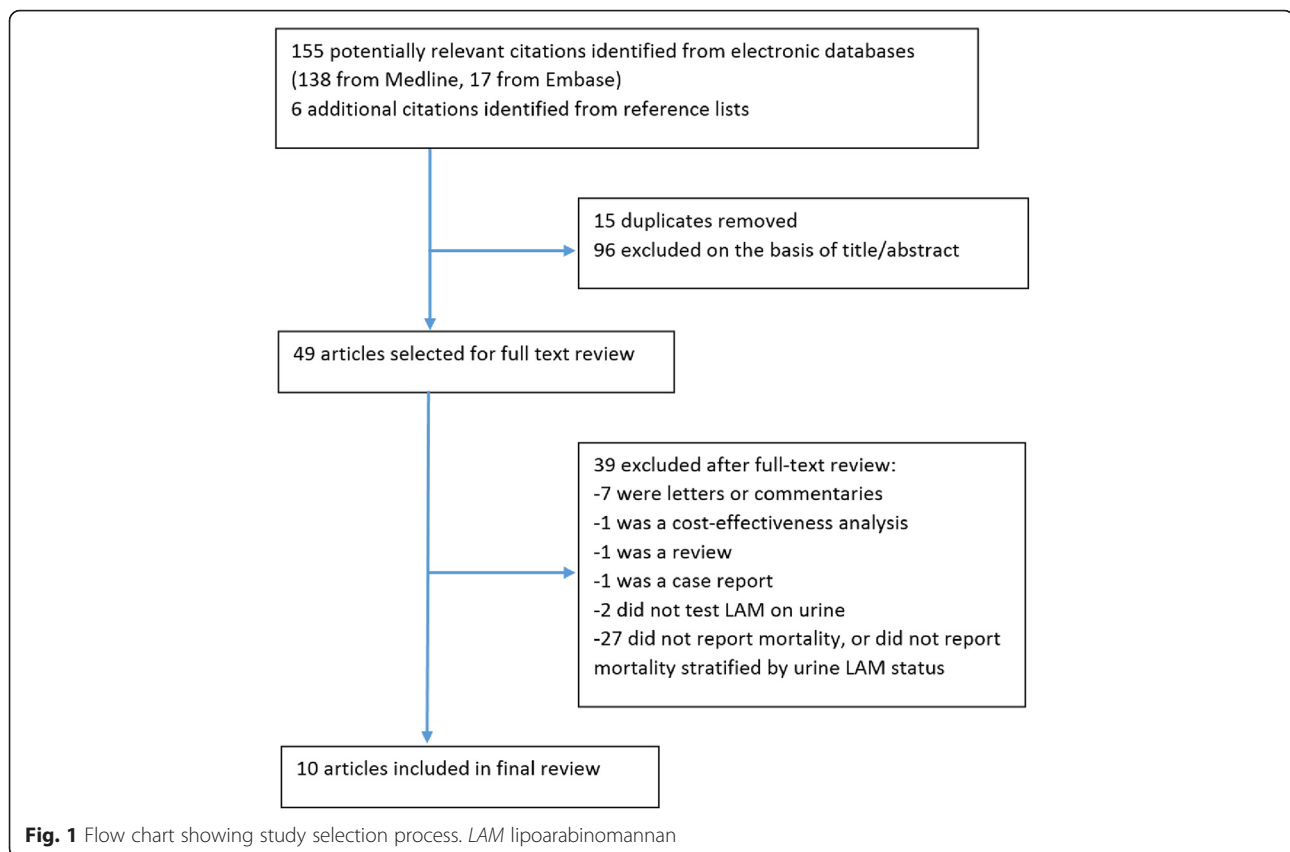 155 potentially relevant citations identified from electronic databases
(138 from Medline, 17 from Embase)
6 additional citations identified from reference lists
15 duplicates removed
96 excluded on the basis of title/abstract
49 articles selected for full text review
39 excluded after full-text review:
-7 were letters or commentaries
-1 was a cost-effectiveness analysis
-1 was a review
-1 was a case report
-2 did not test LAM on urine
-27 did not report mortality, or did not report
mortality stratified by urine LAM status
10 articles included in final review
Fig. 1 Flow chart showing study selection process. LAM lipoarabinomannan